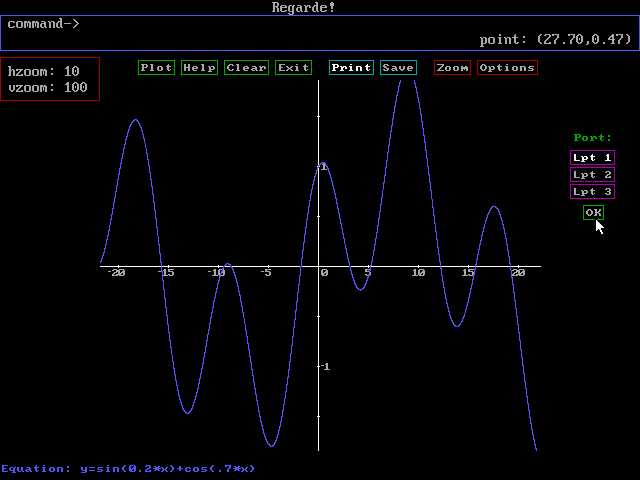 Regarde!
command->
point: (27.70,0.47)
hzoom: 10
vzoom: 100
Plot Help Clear Exit Print Save Zoom Options
Port:
Lpt 1
Lpt 2
Lpt 3
OK
1
-20 -15 -10 -5 0 5 10 15 20
-1
Equation: y=sin(0.2*x)+cos(.7*x)